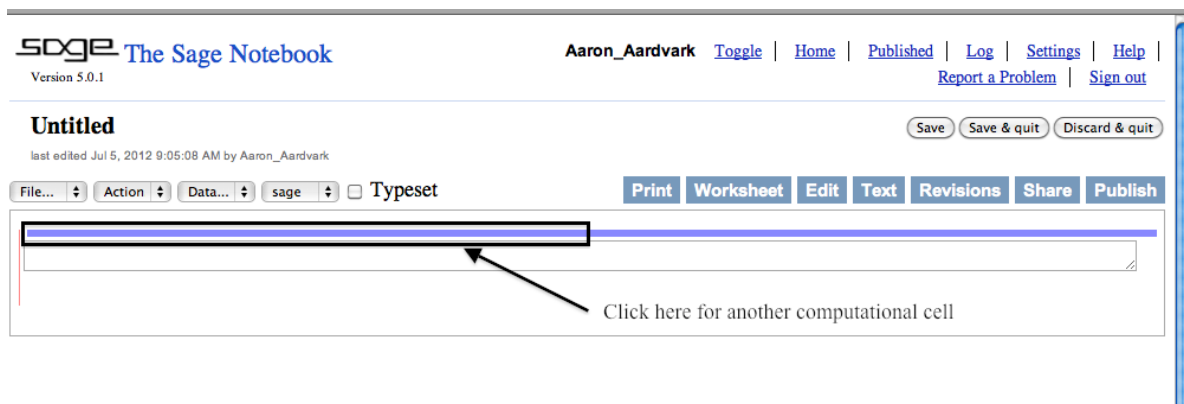 sage The Sage Notebook
Version 5.0.1
Aaron_Aardvark Toggle | Home | Published | Log | Settings | Help |
Report a Problem | Sign out
Untitled
last edited Jul 5, 2012 9:05:08 AM by Aaron_Aardvark
Save Save & quit Discard & quit
File... Action Data... sage Typeset
Print Worksheet Edit Text Revisions Share Publish
Click here for another computational cell